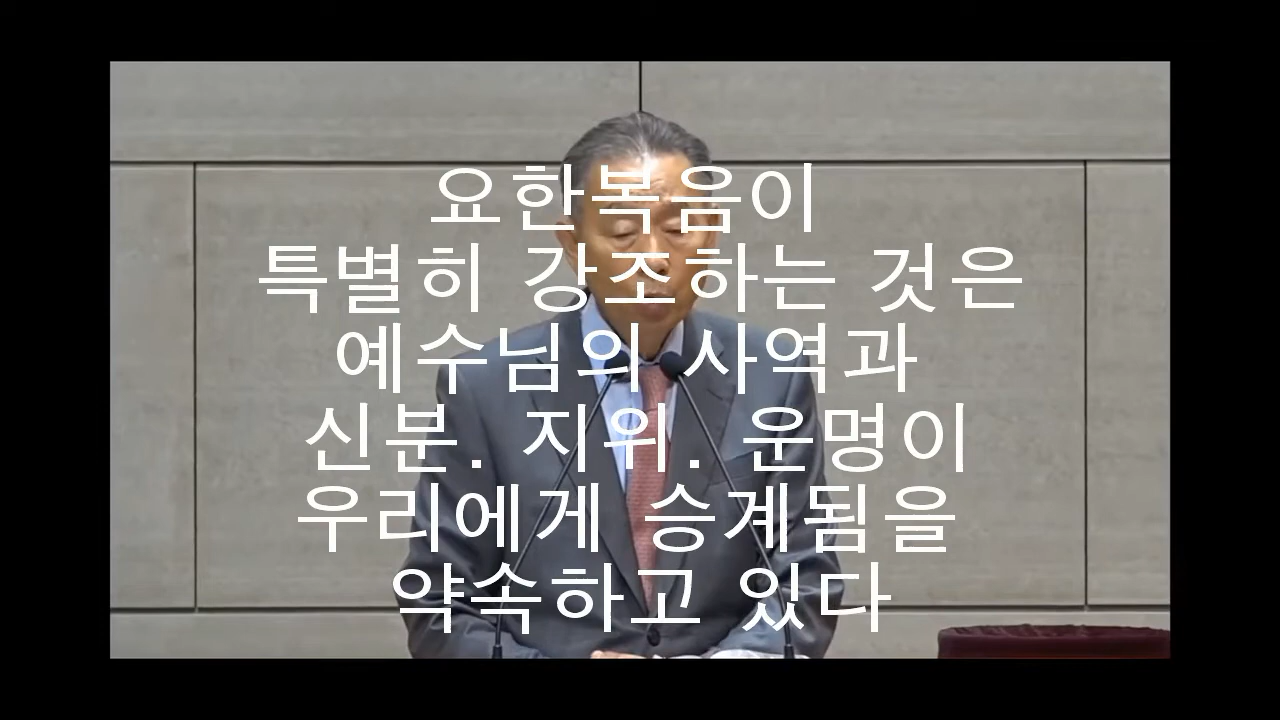 요한복음이
특별히 강조하는 것은
예수님의 사역과
신분. 지위. 운명이
우리에게 승계됨을
약속하고 있다